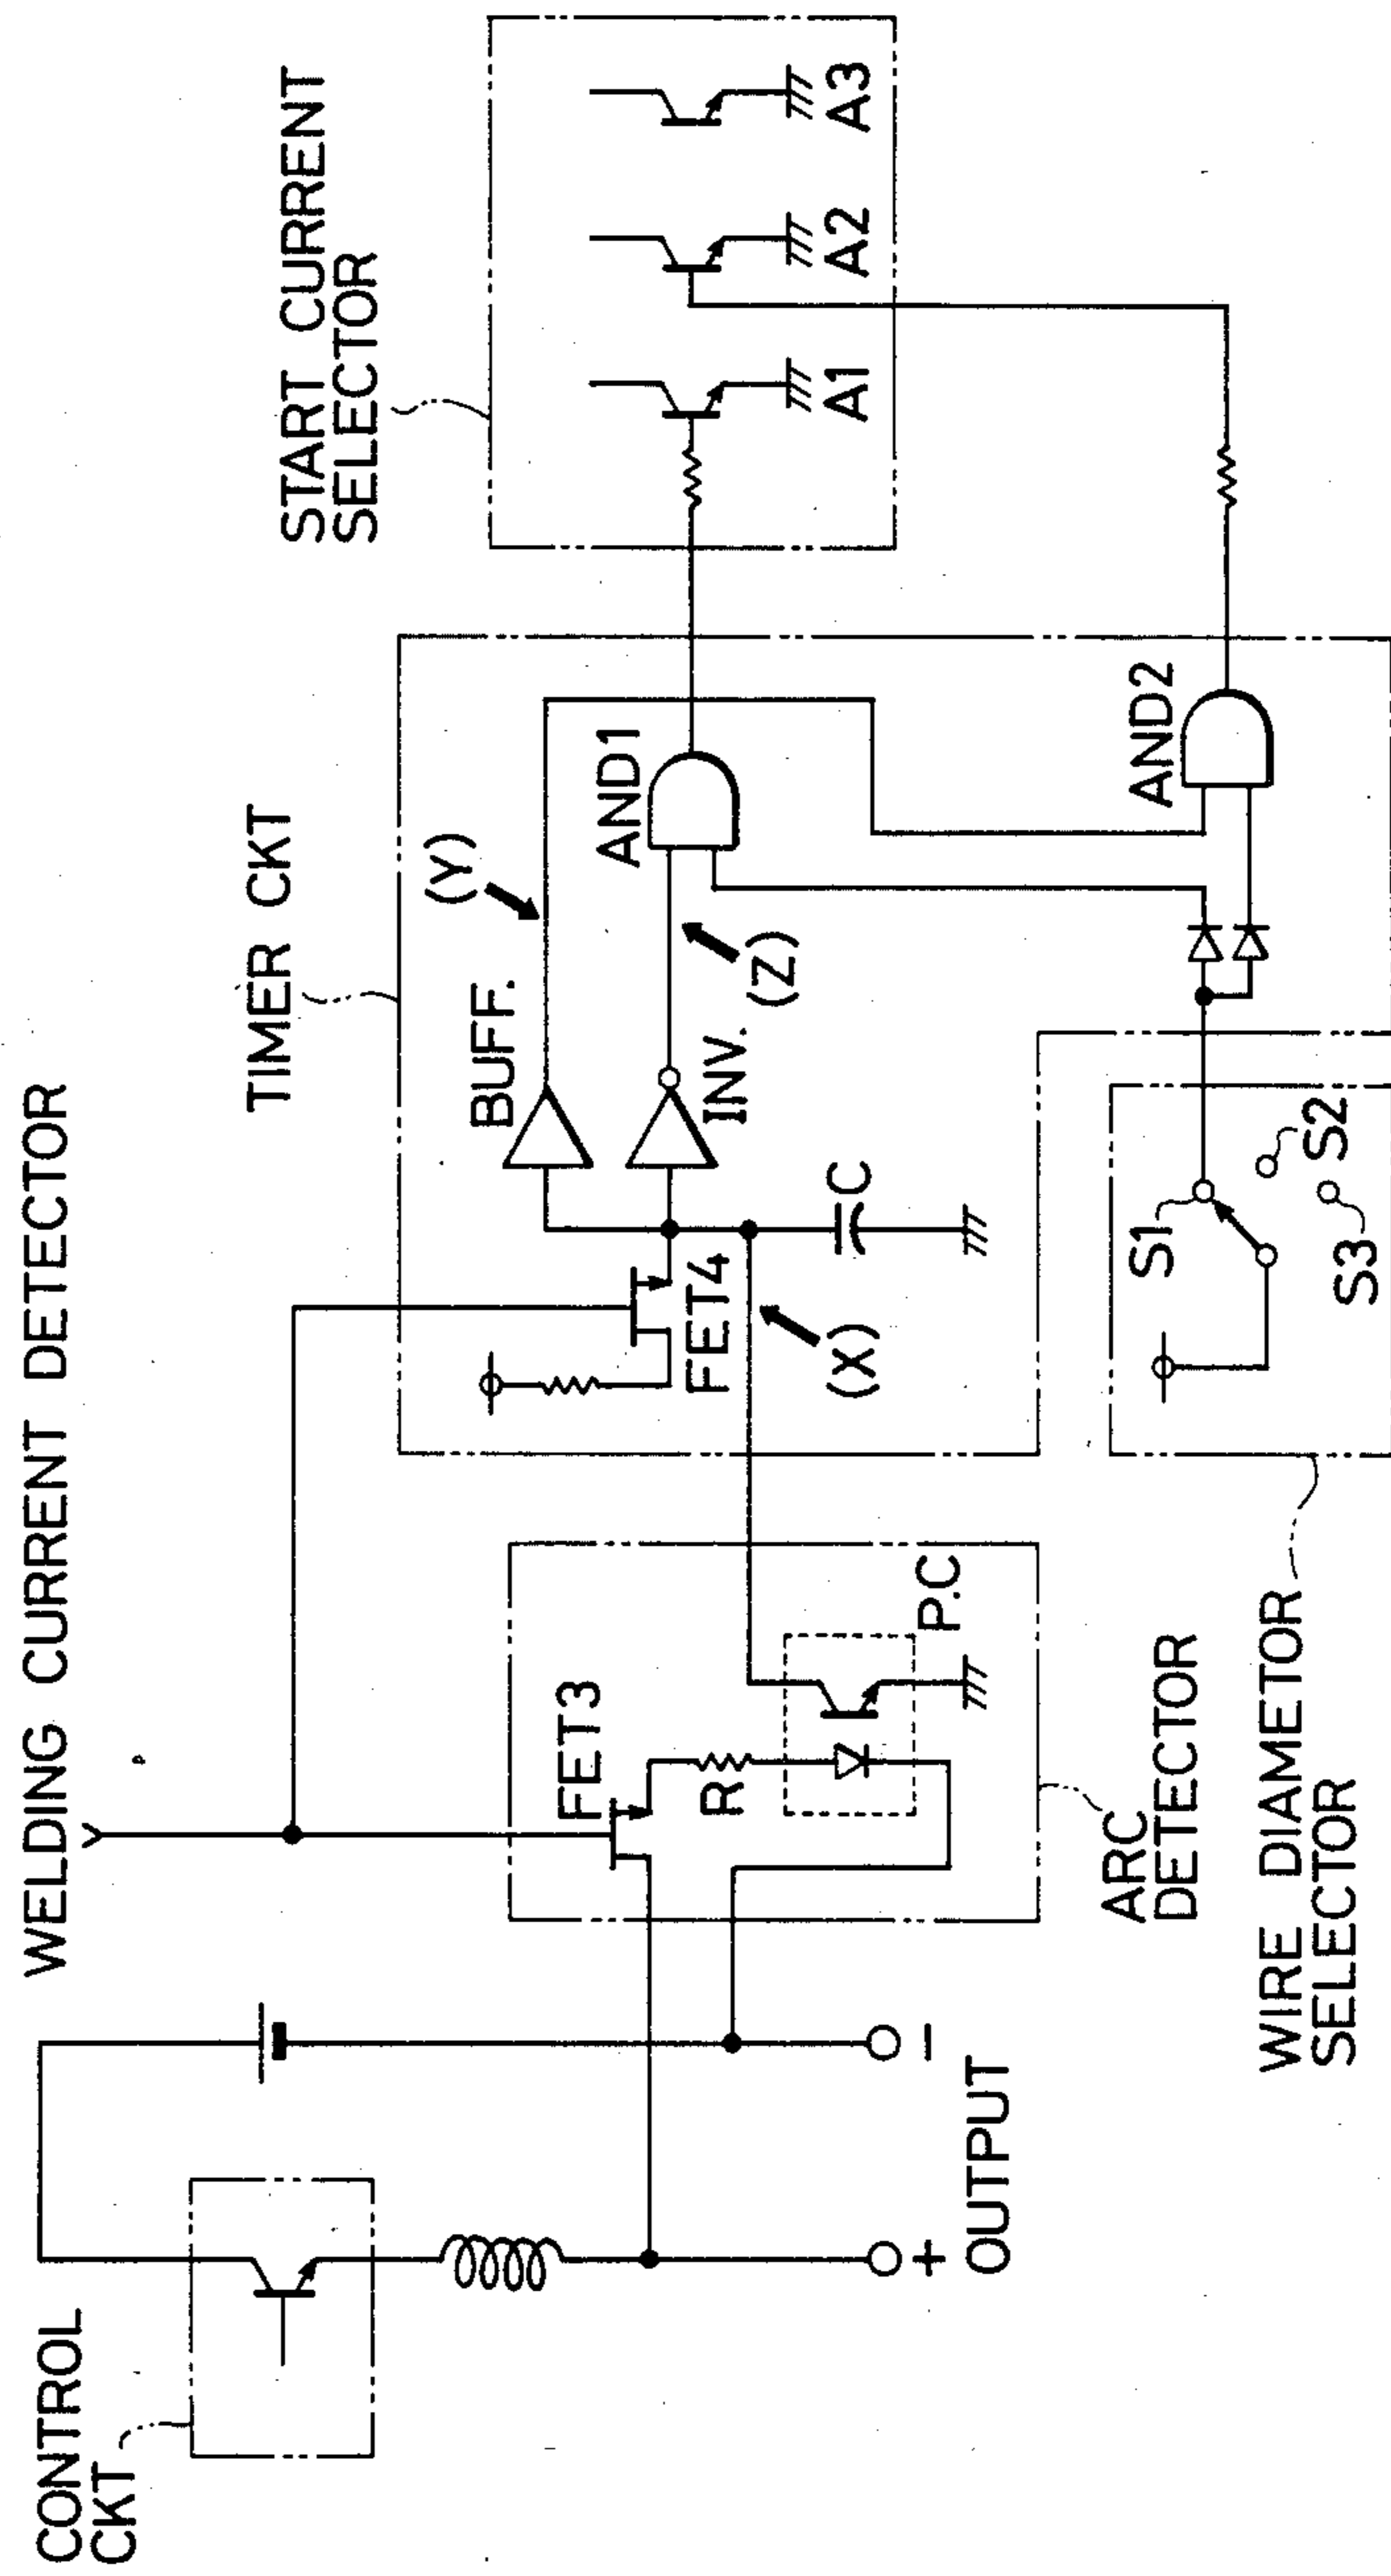 WELDING CURRENT DETECTOR
CONTROL
CKT
TIMER CKT
START CURRENT
SELECTOR
BUFF.
(Y)
INV.
(Z)
AND1
AND2
FET4
(X)
C
FET3
R
P.C
ARC
DETECTOR
+
-
OUTPUT
S1
S2
S3
WIRE DIAMETOR
SELECTOR
A1
A2
A3